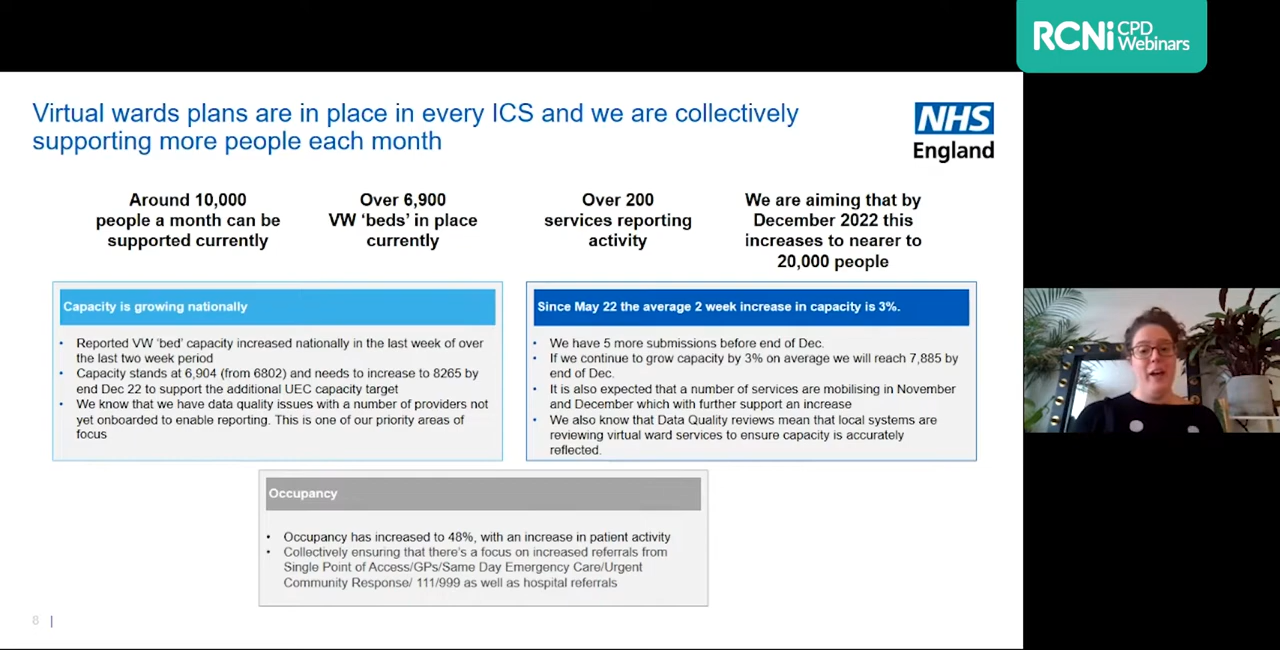 RCNi CPD
Webinars
Virtual wards plans are in place in every ICS and we are collectively
supporting more people each month
NHS
England
Around 10,000
people a month can be
supported currently
Over 6,900
VW ‘beds’ in place
currently
Over 200
services reporting
activity
We are aiming that by
December 2022 this
increases to nearer to
20,000 people
Capacity is growing nationally
• Reported VW ‘bed’ capacity increased nationally in the last week of over
the last two week period
• Capacity stands at 6,904 (from 6802) and needs to increase to 8265 by
end Dec 22 to support the additional UEC capacity target
• We know that we have data quality issues with a number of providers not
yet onboarded to enable reporting. This is one of our priority areas of
focus
Since May 22 the average 2 week increase in capacity is 3%.
• We have 5 more submissions before end of Dec.
• If we continue to grow capacity by 3% on average we will reach 7,885 by
end of Dec.
• It is also expected that a number of services are mobilising in November
and December which with further support an increase
• We also know that Data Quality reviews mean that local systems are
reviewing virtual ward services to ensure capacity is accurately
reflected.
Occupancy
• Occupancy has increased to 48%, with an increase in patient activity
• Collectively ensuring that there’s a focus on increased referrals from
Single Point of Access/GPs/Same Day Emergency Care/Urgent
Community Response/ 111/999 as well as hospital referrals
8 |